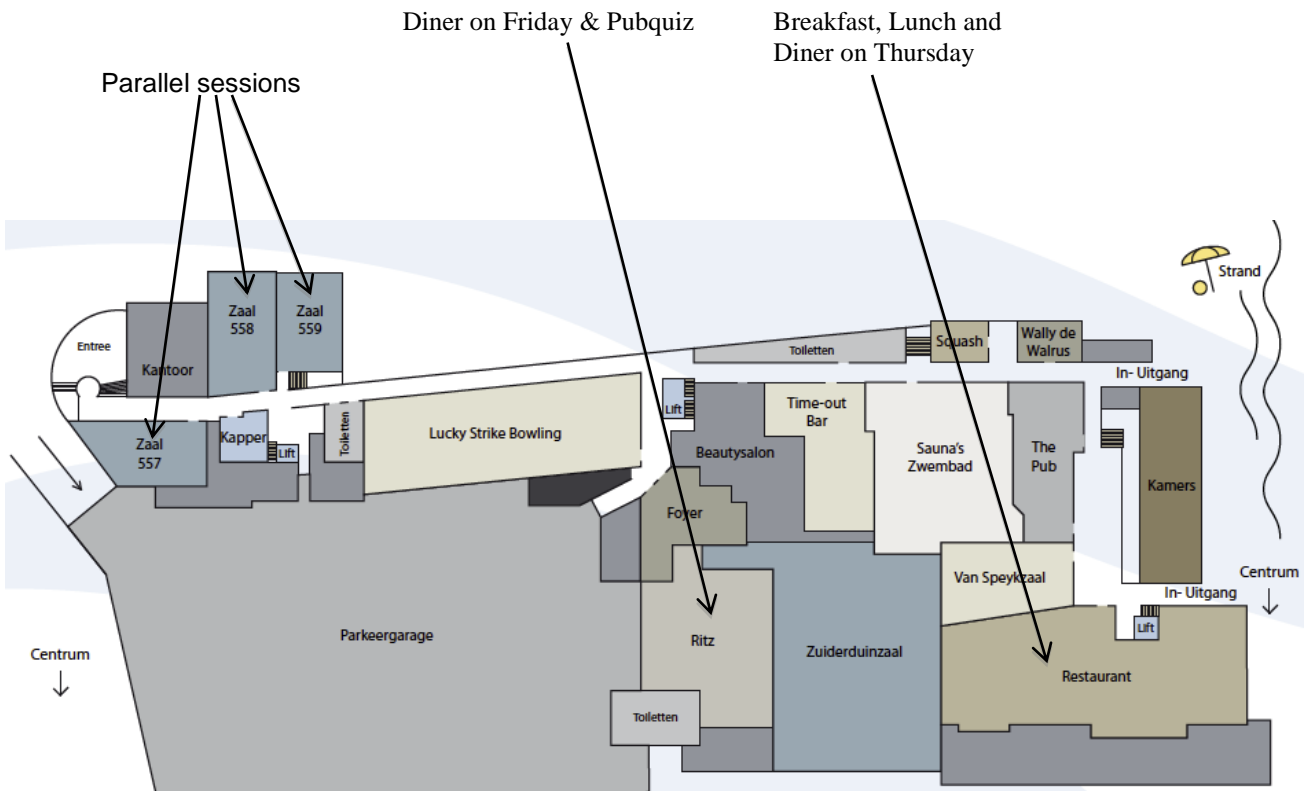 Diner on Friday & Pubquiz
Breakfast, Lunch and
Diner on Thursday
Parallel sessions
Strand
Zaal
558
Zaal
559
Entree
Kantoor
Toiletten
Squash
Wally de
Walrus
In- Uitgang
Zaal
557
Kapper
Lift
Toiletten
Lucky Strike Bowling
Lift
Beautysalon
Time-out
Bar
Sauna's
Zwembad
The
Pub
Kamers
Foyer
Van Speykzaal
Centrum
In- Uitgang
Lift
Parkeergarage
Ritz
Zuiderduinzaal
Restaurant
Centrum
Toiletten